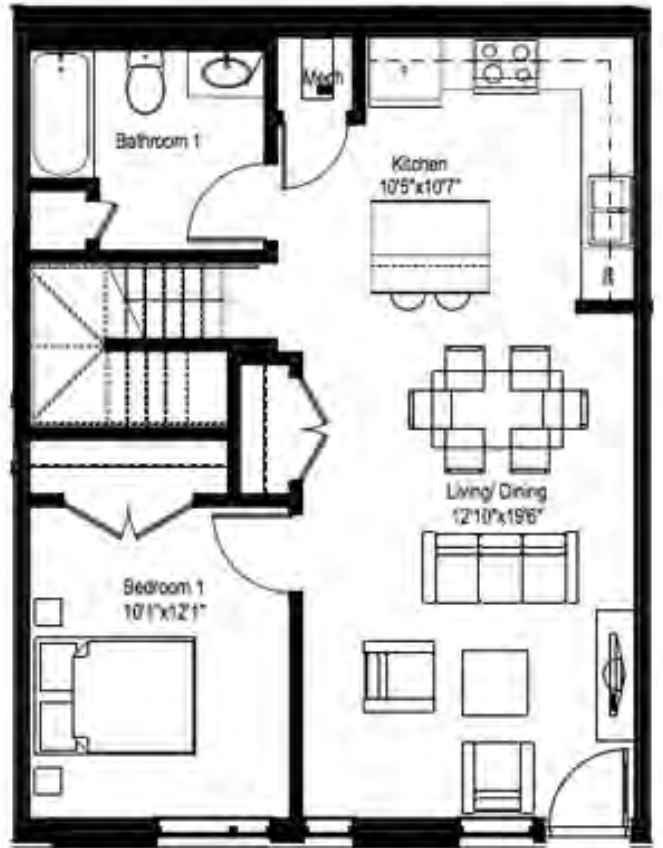 Mech
Bathroom 1
Kitchen
10'5"x10'7"
Living/ Dining
12'10"x19'6"
Bedroom 1
10'1"x12'1"